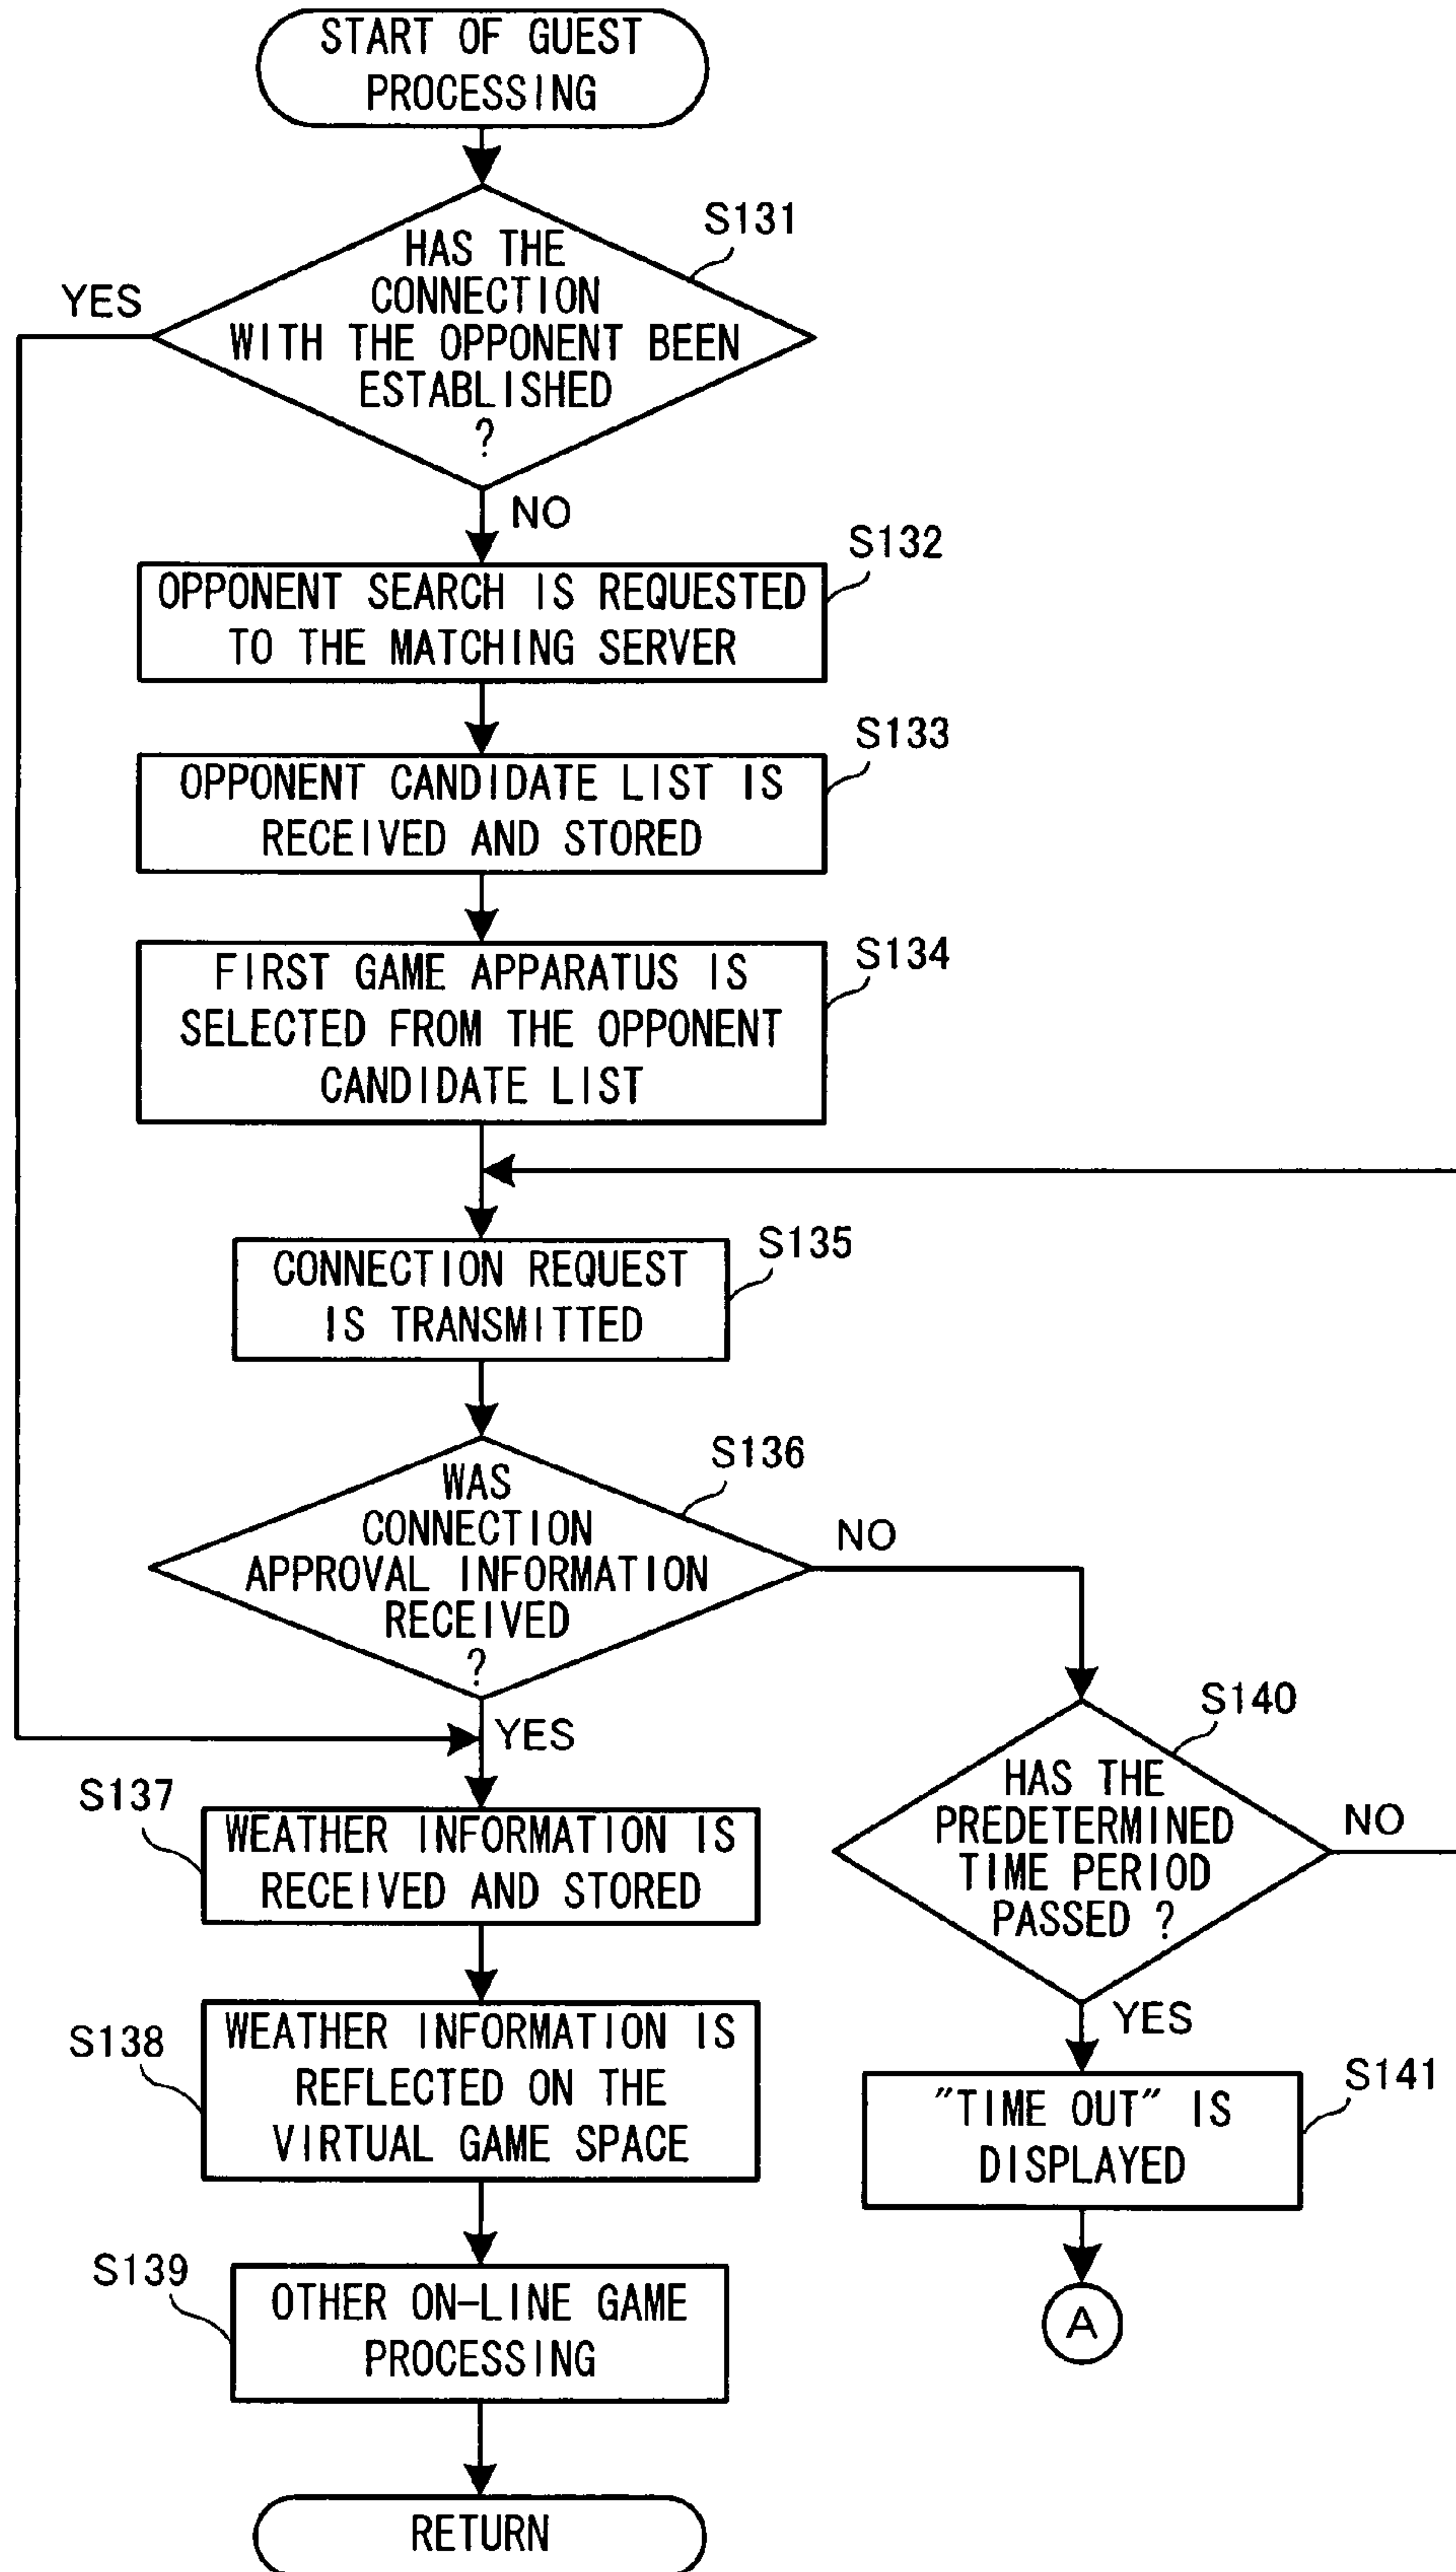 START OF GUEST
PROCESSING
S131
HAS THE
CONNECTION
WITH THE OPPONENT BEEN
ESTABLISHED
?
YES
NO
S132
OPPONENT SEARCH IS REQUESTED
TO THE MATCHING SERVER
S133
OPPONENT CANDIDATE LIST IS
RECEIVED AND STORED
S134
FIRST GAME APPARATUS IS
SELECTED FROM THE OPPONENT
CANDIDATE LIST
S135
CONNECTION REQUEST
IS TRANSMITTED
S136
WAS
CONNECTION
APPROVAL INFORMATION
RECEIVED
?
NO
YES
S137
WEATHER INFORMATION IS
RECEIVED AND STORED
S138
WEATHER INFORMATION IS
REFLECTED ON THE
VIRTUAL GAME SPACE
S139
OTHER ON-LINE GAME
PROCESSING
RETURN
S140
HAS THE
PREDETERMINED
TIME PERIOD
PASSED ?
NO
YES
S141
"TIME OUT" IS
DISPLAYED
A